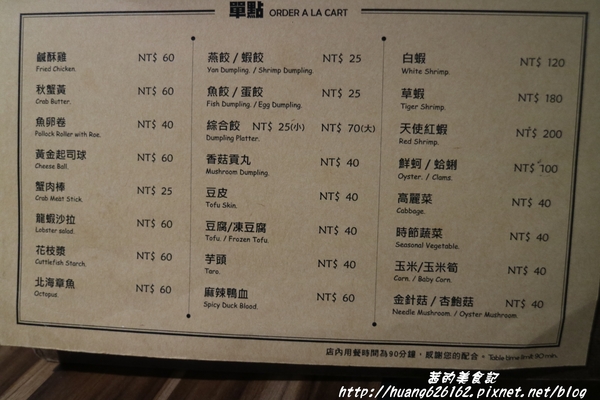 單點 ORDER A LA CART
鹹酥雞 NT$ 60
Fried Chicken.
秋蟹黃 NT$ 60
Crab Butter.
魚卵卷 NT$ 40
Pollock Roller with Roe.
黃金起司球 NT$ 60
Cheese Ball.
蟹肉棒 NT$ 25
Crab Meat Stick.
龍蝦沙拉 NT$ 60
Lobster salad.
花枝漿 NT$ 60
Cuttlefish Starch.
北海章魚 NT$ 60
Octopus.
燕餃 / 蝦餃 NT$ 25
Yan Dumpling. / Shrimp Dumpling.
魚餃 / 蛋餃 NT$ 25
Fish Dumpling. / Egg Dumpling.
綜合餃 NT$ 25(小) NT$ 70(大)
Dumpling Platter.
香菇貢丸 NT$ 40
Mushroom Dumpling.
豆皮 NT$ 40
Tofu Skin.
豆腐/凍豆腐 NT$ 40
Tofu. / Frozen Tofu.
芋頭 NT$ 40
Taro.
麻辣鴨血 NT$ 60
Spicy Duck Blood.
白蝦 NT$ 120
White Shrimp.
草蝦 NT$ 180
Tiger Shrimp.
天使紅蝦 NT$ 200
Red Shrimp.
鮮蚵 / 蛤蜊 NT$ 100
Oyster. / Clams.
高麗菜 NT$ 40
Cabbage.
時節蔬菜 NT$ 40
Seasonal Vegetable.
玉米/玉米筍 NT$ 40
Corn. / Baby Corn.
金針菇 / 杏鮑菇 NT$ 40
Needle Mushroom. / Oyster Mushroom
店內用餐時間為90分鐘，感謝您的配合。Table time limit 90 min.
茜的美食記
http://huang626162.pixnet.net/blog